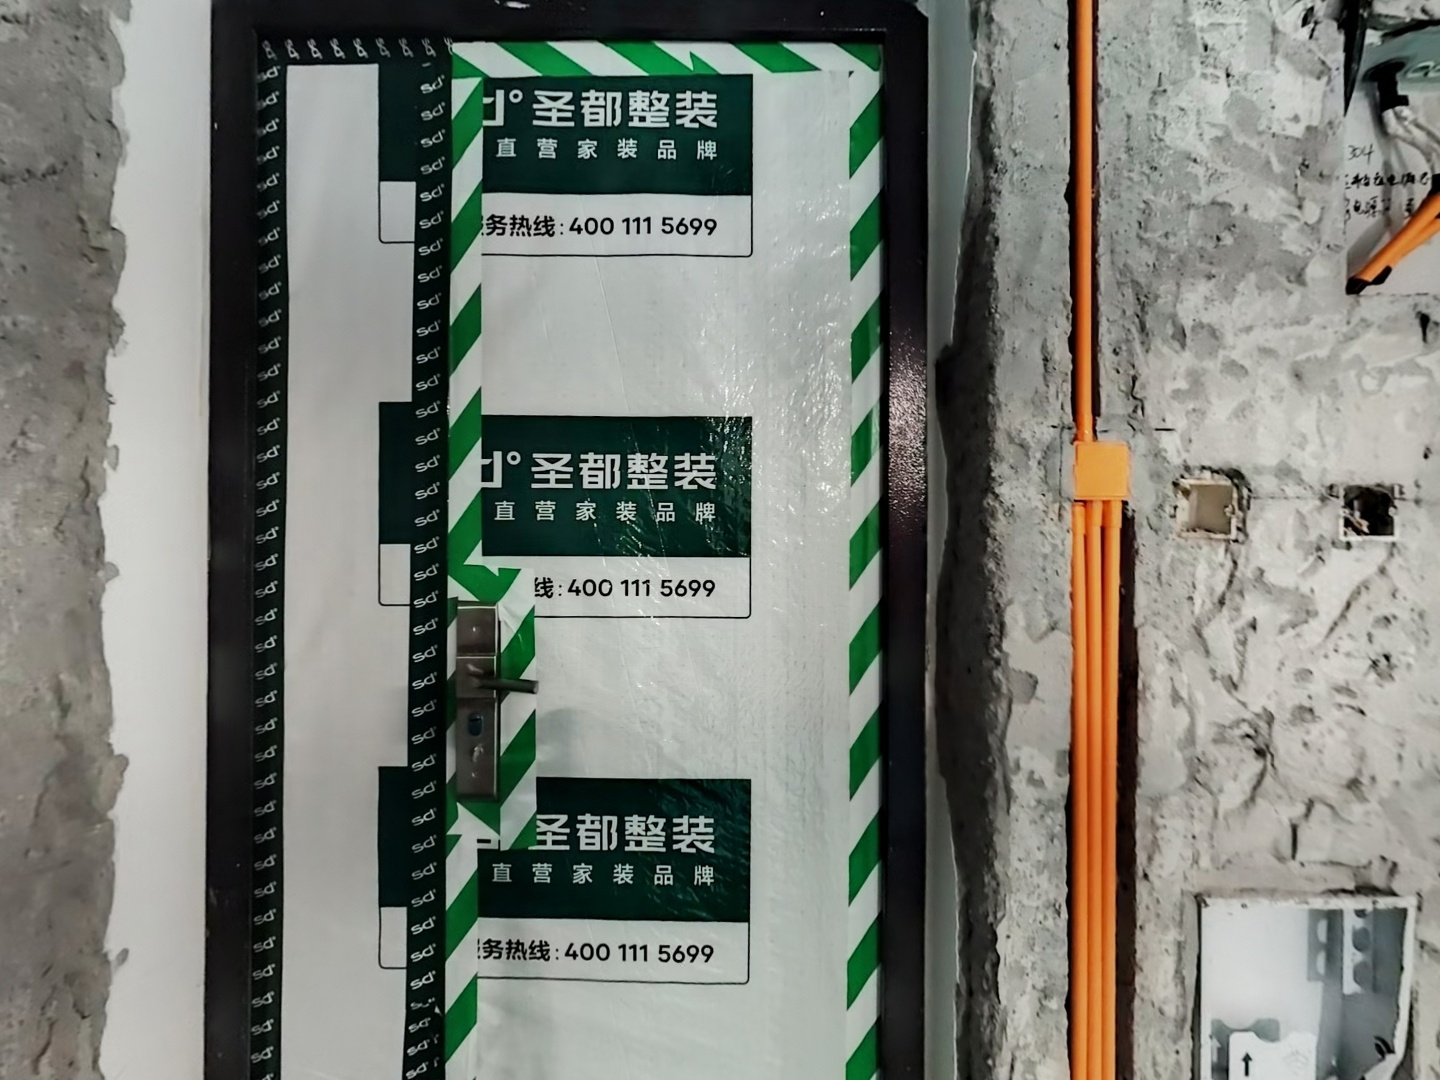 d° 圣都整装
直营家装品牌
务热线:400 111 5699
d° 圣都整装
直营家装品牌
线:400 111 5699
圣都整装
直营家装品牌
务热线:400 111 5699
sd°
304